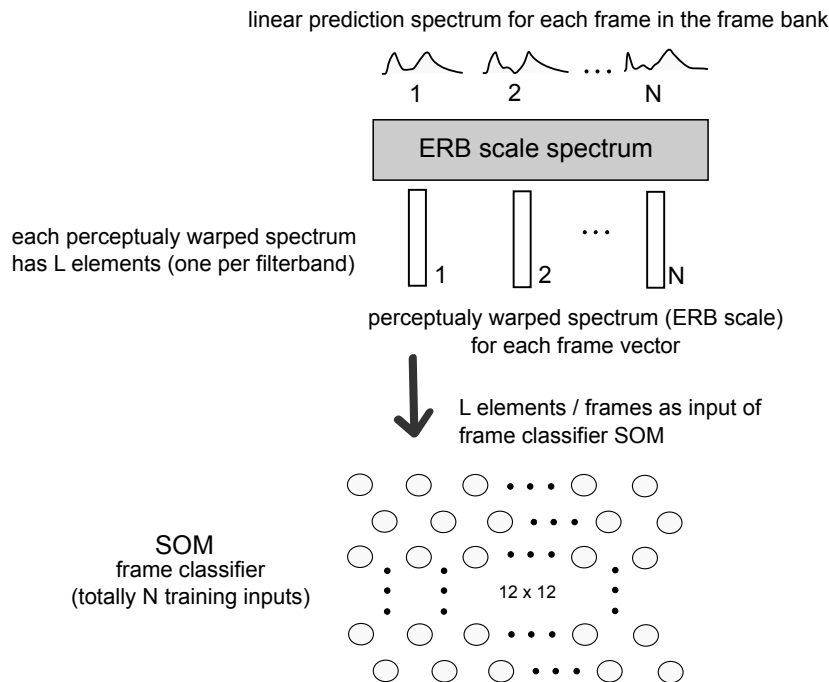 linear prediction spectrum for each frame in the frame bank
1 2 N
ERB scale spectrum
each perceptualy warped spectrum
has L elements (one per filterband)
1 2 N
perceptualy warped spectrum (ERB scale)
for each frame vector
L elements / frames as input of
frame classifier SOM
SOM
frame classifier
(totally N training inputs)
12 x 12